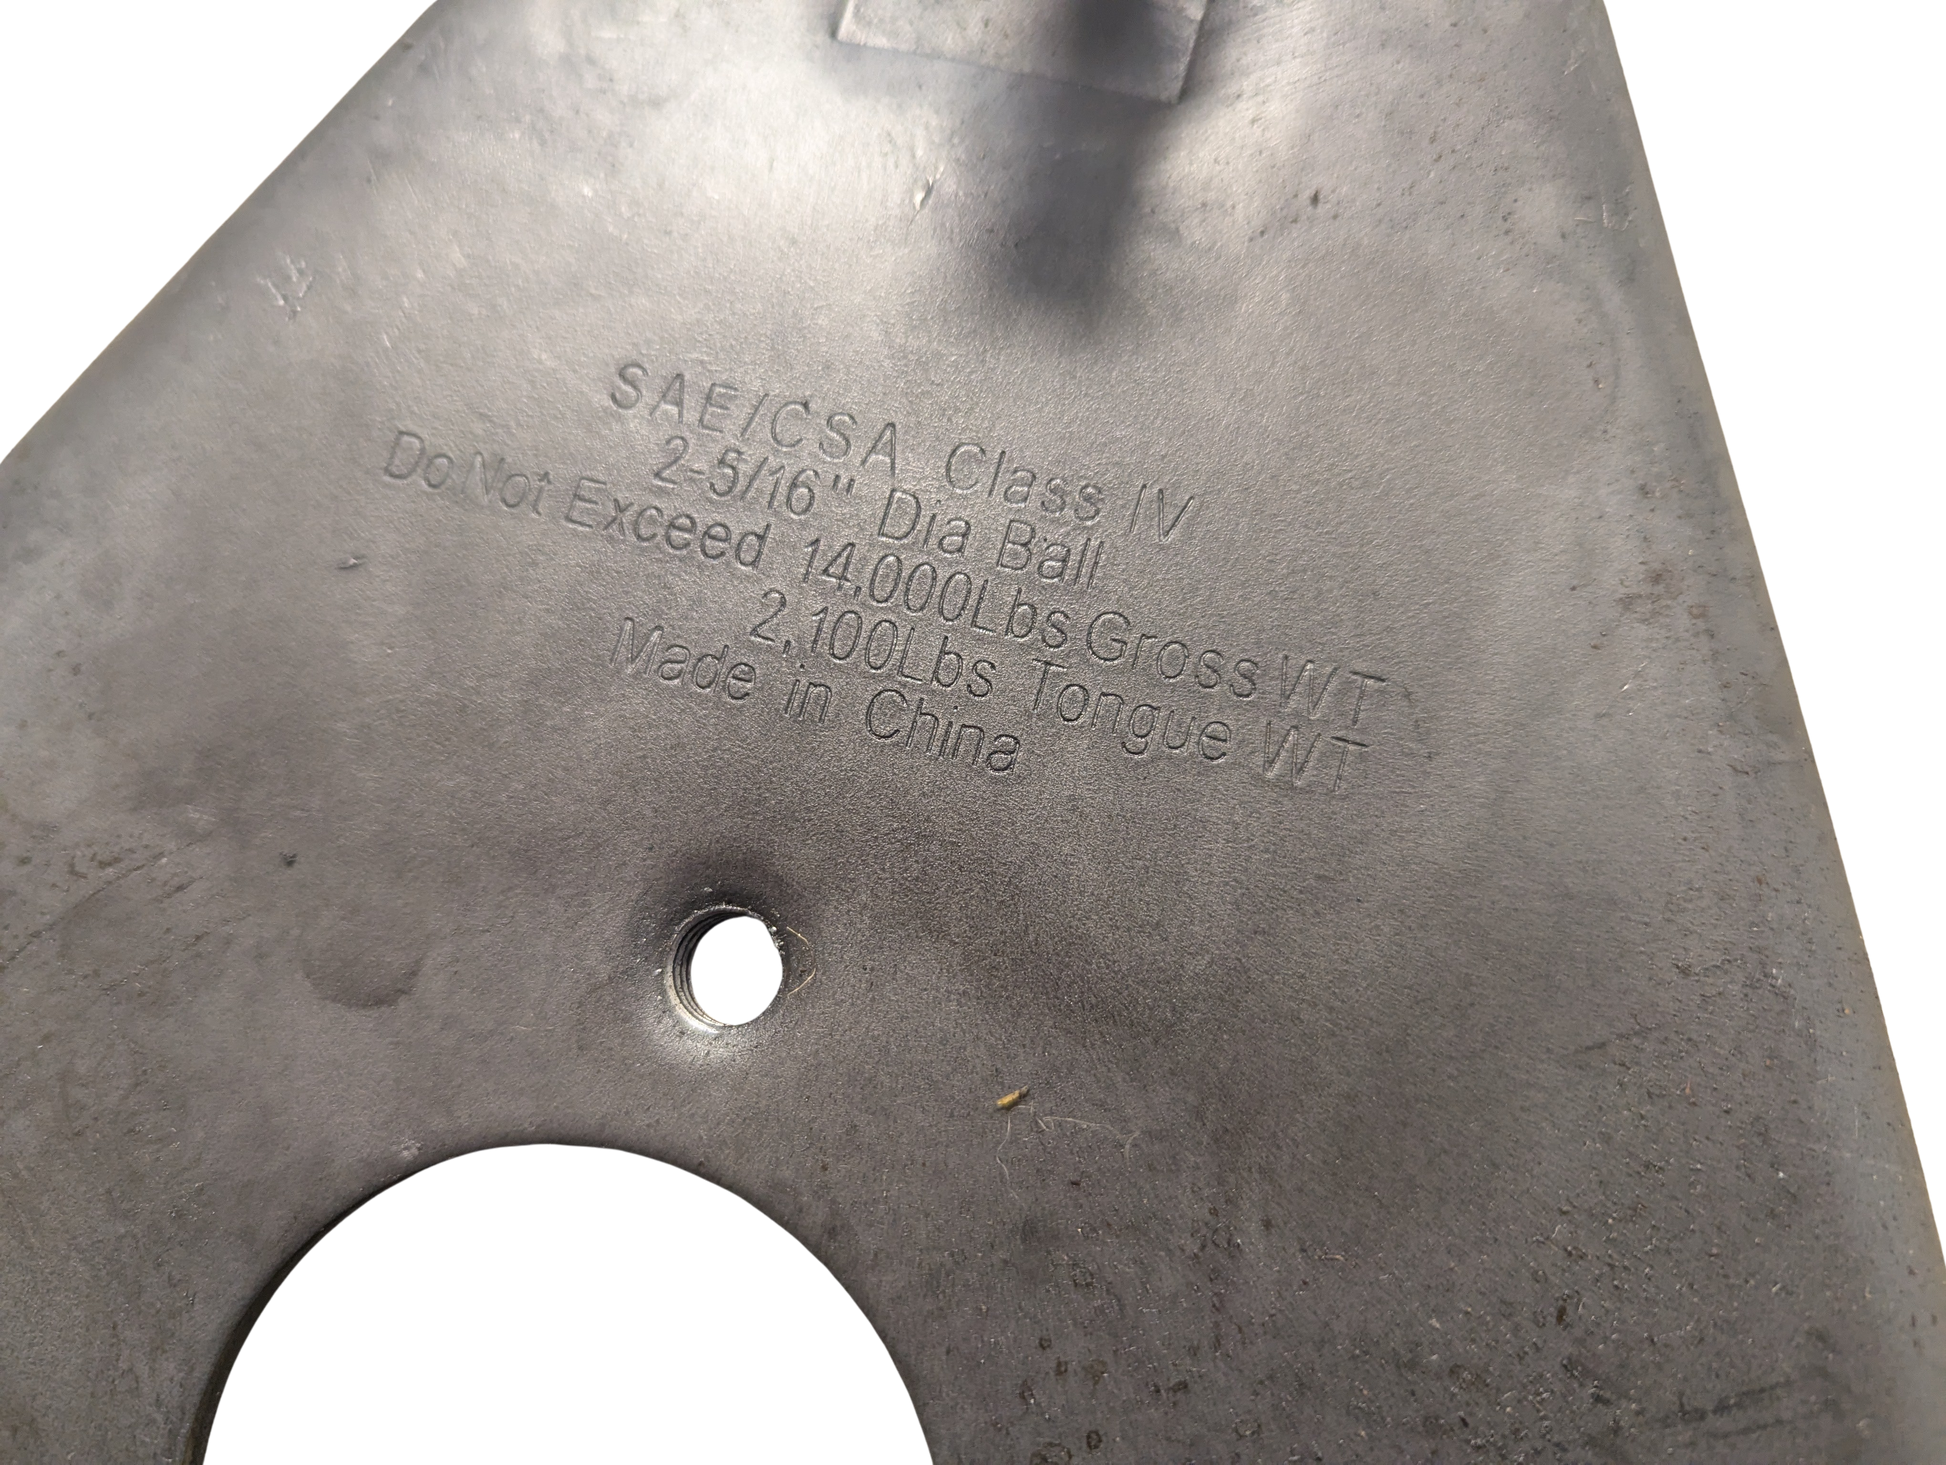 SAE/CSA Class IV
2-5/16" Dia Ball
Do Not Exceed 14,000Lbs Gross WT
2,100Lbs Tongue WT
Made in China